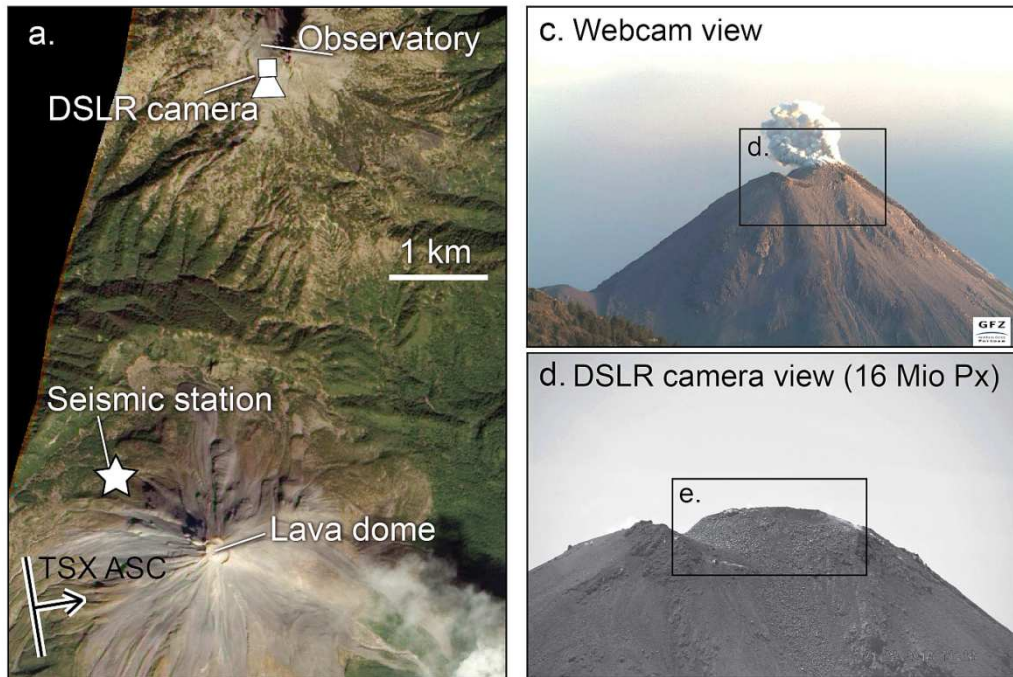 a.
Observatory
DSLR camera
1 km
Seismic station
Lava dome
TSX ASC
c. Webcam view
d.
GFZ
d. DSLR camera view (16 Mio Px)
e.